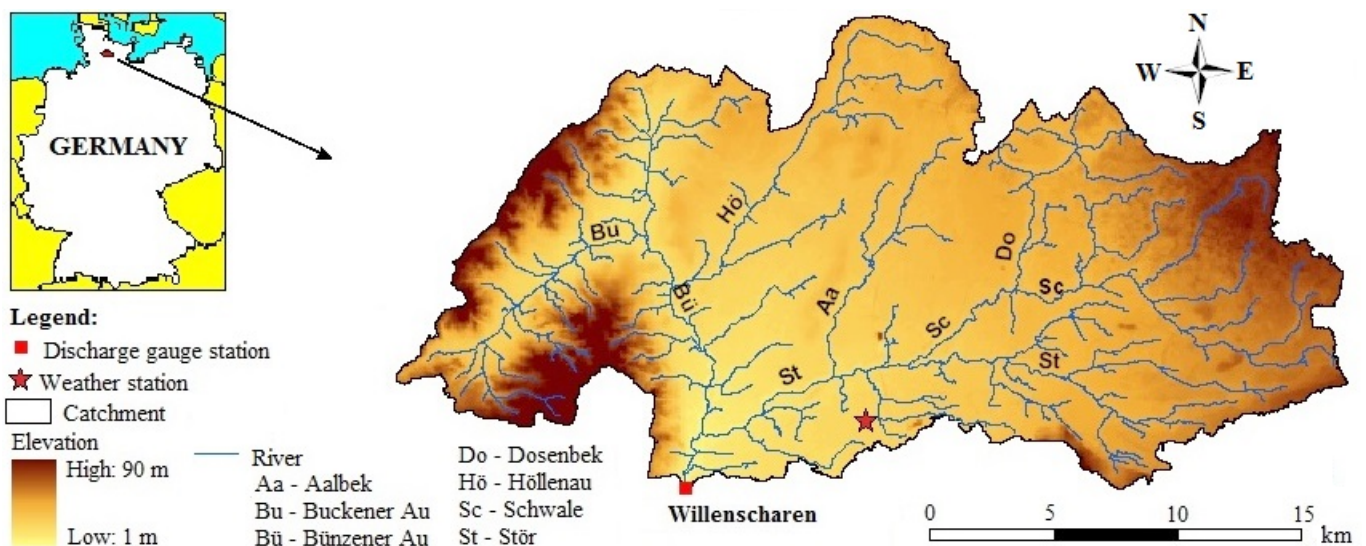 GERMANY
N
W E
S
Legend:
Discharge gauge station
Weather station
Catchment
Elevation
High: 90 m
Low: 1 m
River
Aa - Aalbek
Bu - Buckener Au
Bü - Bünzener Au
Do - Dosenbek
Hö - Höllenau
Sc - Schwale
St - Stör
Bu
Hö
Bü
Aa
Do
Sc
Sc
St
St
Willenscharen
0 5 10 15
km